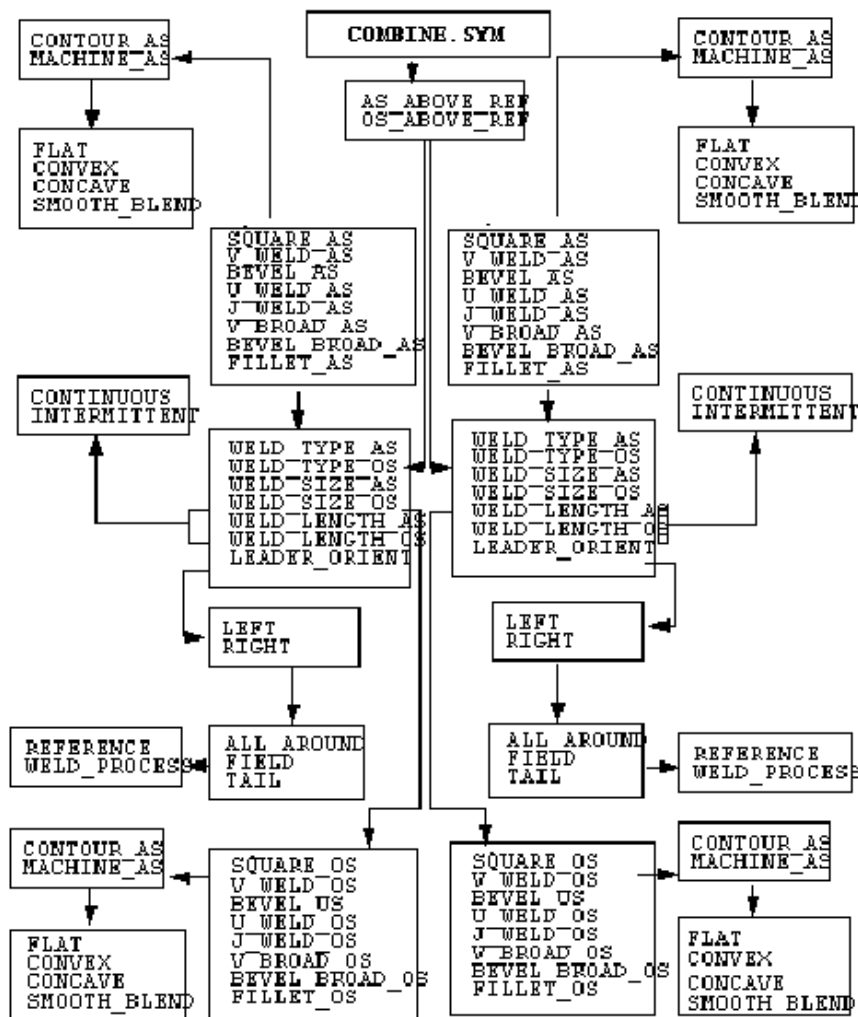 COMBINE.SYM
CONTOUR_AS
MACHINE_AS
CONTOUR_AS
MACHINE_AS
AS_ABOVE_REF
OS_ABOVE_REF
FLAT
CONVEX
CONCAVE
SMOOTH_BLEND
FLAT
CONVEX
CONCAVE
SMOOTH_BLEND
SQUARE_AS
V_WELD_AS
BEVEL_AS
U_WELD_AS
J_WELD_AS
V_BROAD_AS
BEVEL_BROAD_AS
FILLET_AS
SQUARE_AS
V_WELD_AS
BEVEL_AS
U_WELD_AS
J_WELD_AS
V_BROAD_AS
BEVEL_BROAD_AS
FILLET_AS
CONTINUOUS
INTERMITTENT
CONTINUOUS
INTERMITTENT
WELD_TYPE_AS
WELD_TYPE_OS
WELD_SIZE_AS
WELD_SIZE_OS
WELD_LENGTH_AS
WELD_LENGTH_OS
LEADER_ORIENT
WELD_TYPE_AS
WELD_TYPE_OS
WELD_SIZE_AS
WELD_SIZE_OS
WELD_LENGTH_AS
WELD_LENGTH_OS
LEADER_ORIENT
LEFT
RIGHT
LEFT
RIGHT
REFERENCE
WELD_PROCESS
ALL_AROUND
FIELD
TAIL
ALL_AROUND
FIELD
TAIL
REFERENCE
WELD_PROCESS
CONTOUR_AS
MACHINE_AS
SQUARE_OS
V_WELD_OS
BEVEL_US
U_WELD_OS
J_WELD_OS
V_BROAD_OS
BEVEL_BROAD_OS
FILLET_OS
SQUARE_OS
W_WELD_OS
BEVEL_US
U_WELD_OS
J_WELD_OS
V_BROAD_OS
BEVEL_BROAD_OS
FILLET_OS
CONTOUR_AS
MACHINE_AS
FLAT
CONVEX
CONCAVE
SMOOTH_BLEND
FLAT
CONVEX
CONCAVE
SMOOTH_BLEND